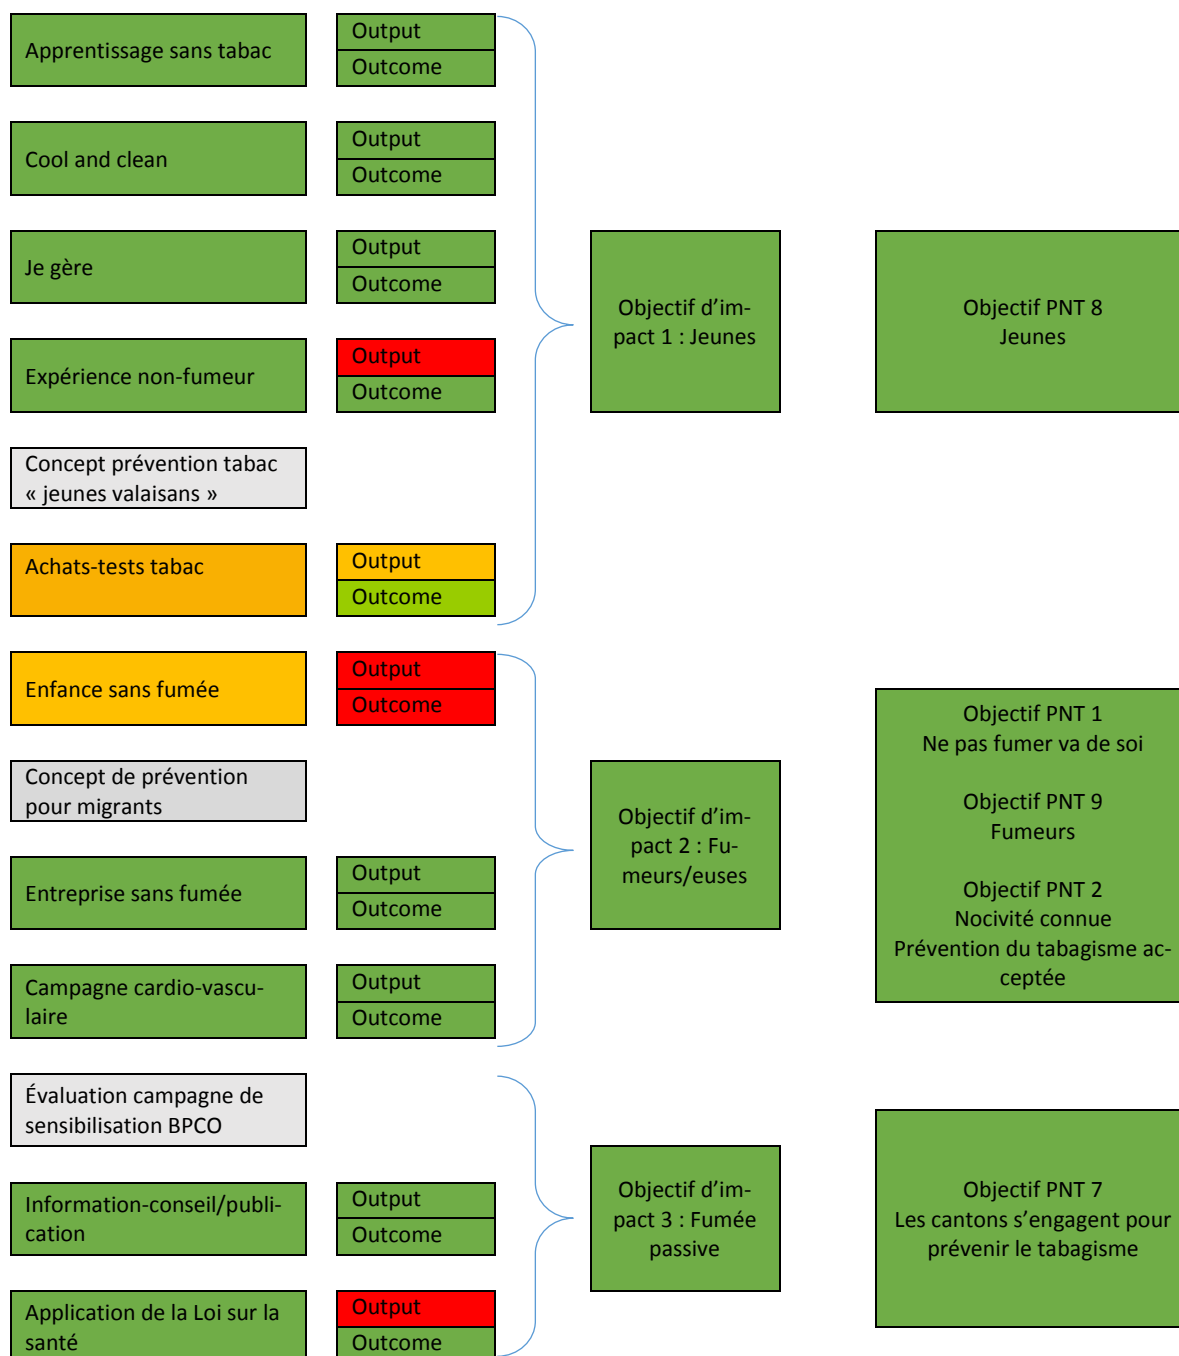 Apprentissage sans tabac
Output
Outcome
Cool and clean
Output
Outcome
Je gère
Output
Outcome
Expérience non-fumeur
Output
Outcome
Concept prévention tabac
« jeunes valaisans »
Achats-tests tabac
Output
Outcome
Objectif d’im-
pact 1 : Jeunes
Objectif PNT 8
Jeunes
Enfance sans fumée
Output
Outcome
Concept de prévention
pour migrants
Entreprise sans fumée
Output
Outcome
Campagne cardio-vascu-
laire
Output
Outcome
Objectif d’im-
pact 2 : Fu-
meurs/euses
Objectif PNT 1
Ne pas fumer va de soi
Objectif PNT 9
Fumeurs
Objectif PNT 2
Nocivité connue
Prévention du tabagisme ac-
ceptée
Évaluation campagne de
sensibilisation BPCO
Information-conseil/publi-
cation
Output
Outcome
Application de la Loi sur la
santé
Output
Outcome
Objectif d’im-
pact 3 : Fumée
passive
Objectif PNT 7
Les cantons s’engagent pour
prévenir le tabagisme